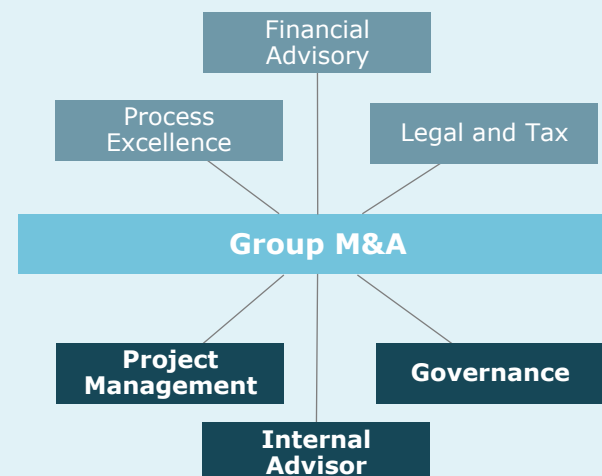 Financial
Advisory
Process
Excellence
Legal and Tax
Group M&A
Project
Management
Governance
Internal
Advisor